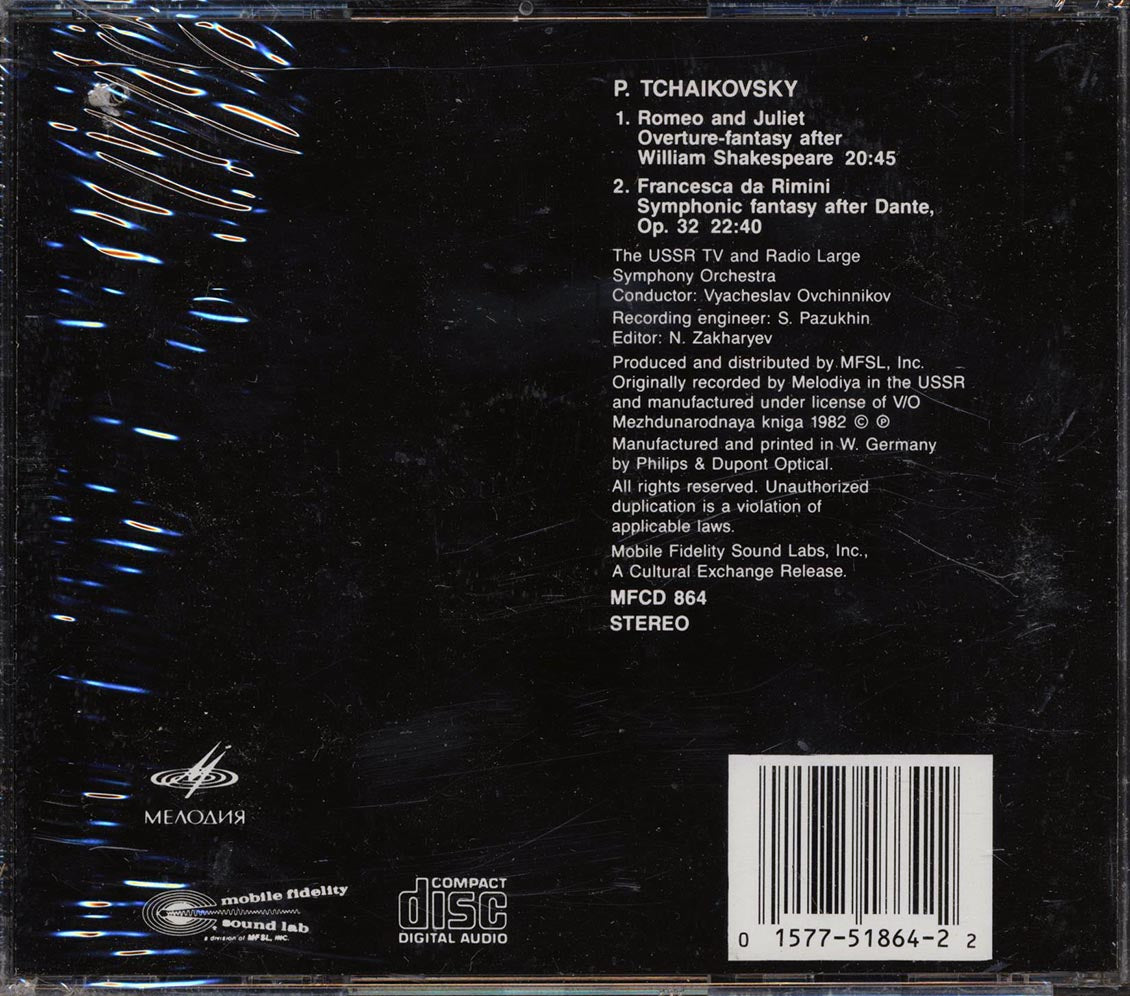 P. TCHAIKOVSKY
1. Romeo and Juliet
Overture-fantasy after
William Shakespeare 20:45
2. Francesca da Rimini
Symphonic fantasy after Dante,
Op. 32 22:40
The USSR TV and Radio Large
Symphony Orchestra
Conductor: Vyacheslav Ovchinnikov
Recording engineer: S. Pazukhin
Editor: N. Zakharyev
Produced and distributed by MFSL, Inc.
Originally recorded by Melodiya in the USSR
and manufactured under license of V/O
Mezhdunarodnaya kniga 1982 © ℗
Manufactured and printed in W. Germany
by Philips & Dupont Optical.
All rights reserved. Unauthorized
duplication is a violation of
applicable laws.
Mobile Fidelity Sound Labs, Inc.,
A Cultural Exchange Release.
MFCD 864
STEREO
МЕЛОДИЯ
mobile fidelity
sound lab
a division of MFSL, INC.
COMPACT
disc
DIGITAL AUDIO
0 1577-51864-2 2